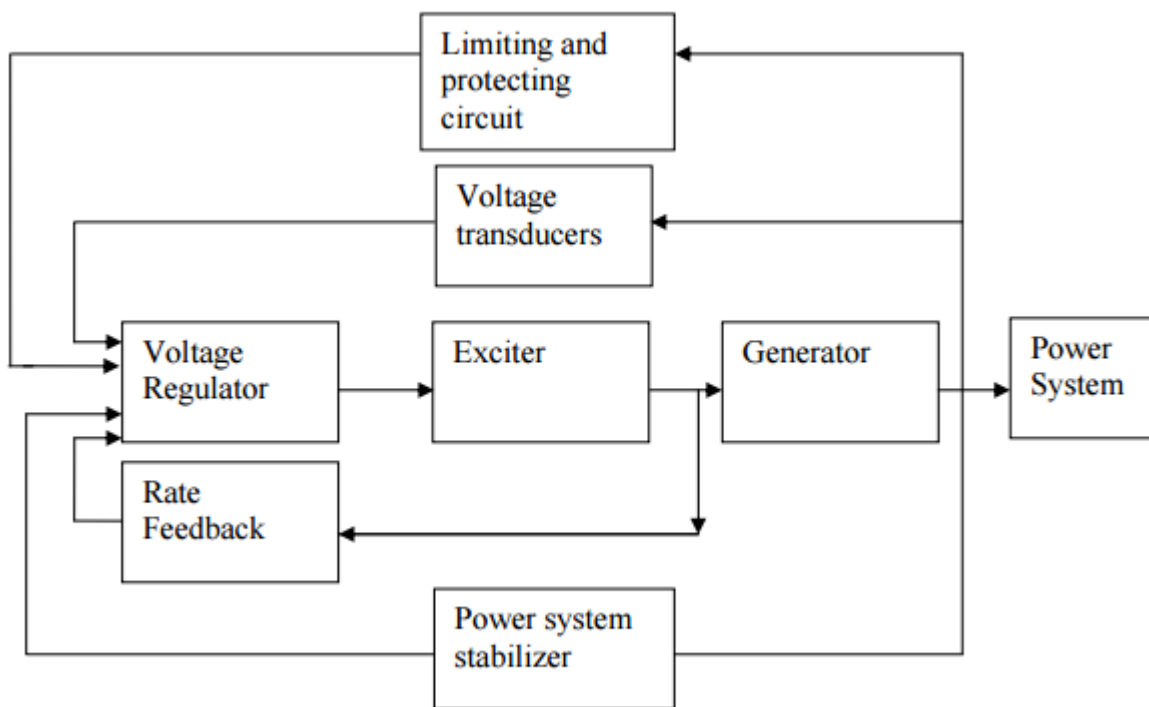 Limiting and
protecting
circuit
Voltage
transducers
Voltage
Regulator
Exciter
Generator
Power
System
Rate
Feedback
Power system
stabilizer